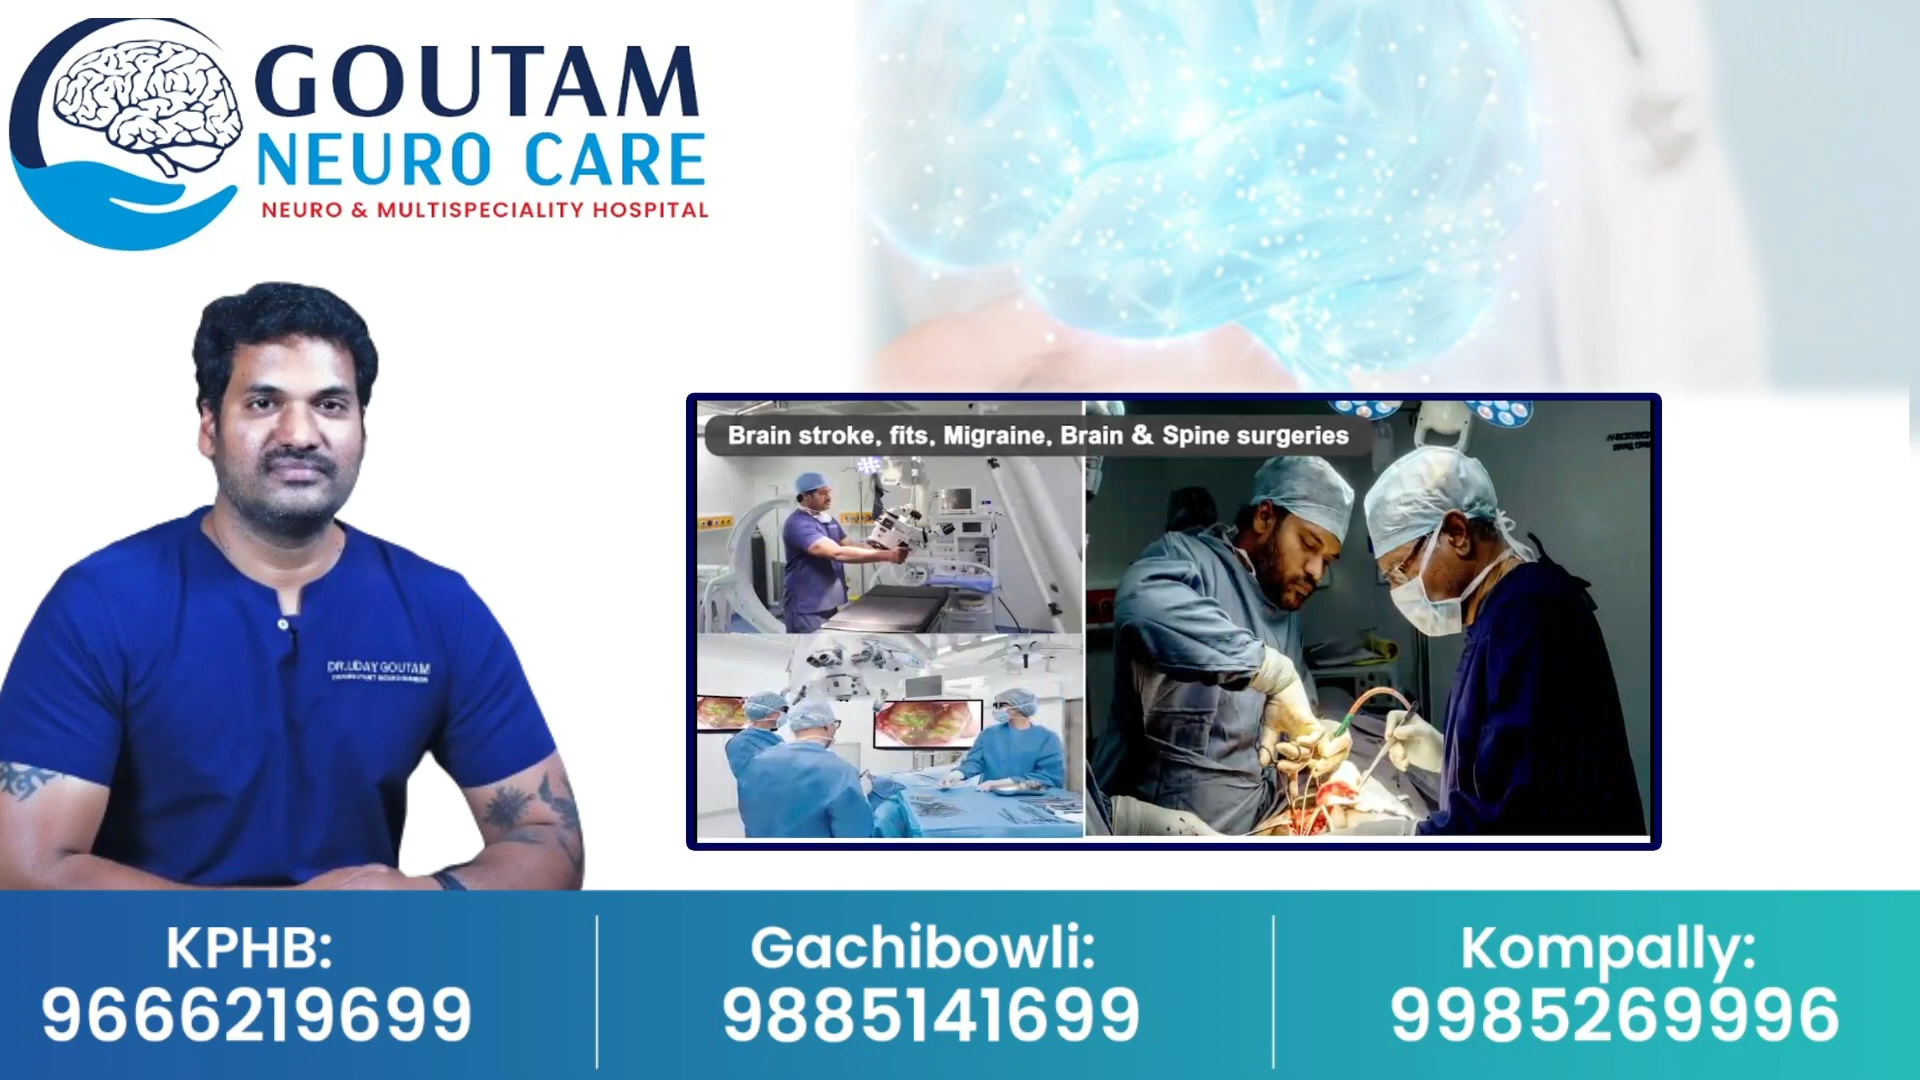 GOUTAM
NEURO CARE
NEURO & MULTISPECIALITY HOSPITAL
DR.UDAY GOUTAM
Brain stroke, fits, Migraine, Brain & Spine surgeries
KPHB:
9666219699
Gachibowli:
9885141699
Kompally:
9985269996